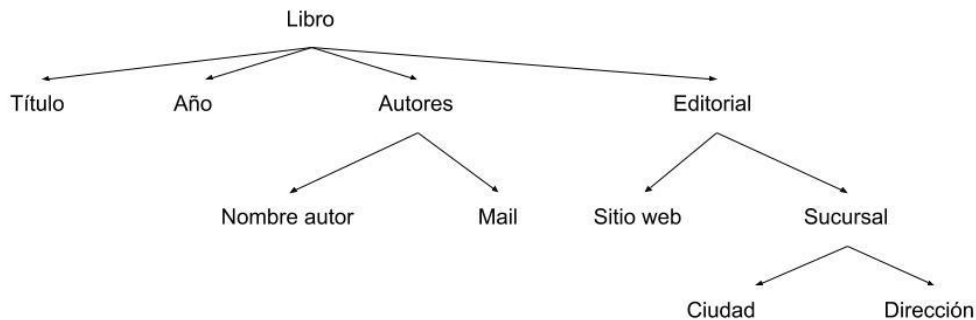 Libro
Título Año Autores Editorial
Nombre autor Mail Sitio web Sucursal
Ciudad Dirección